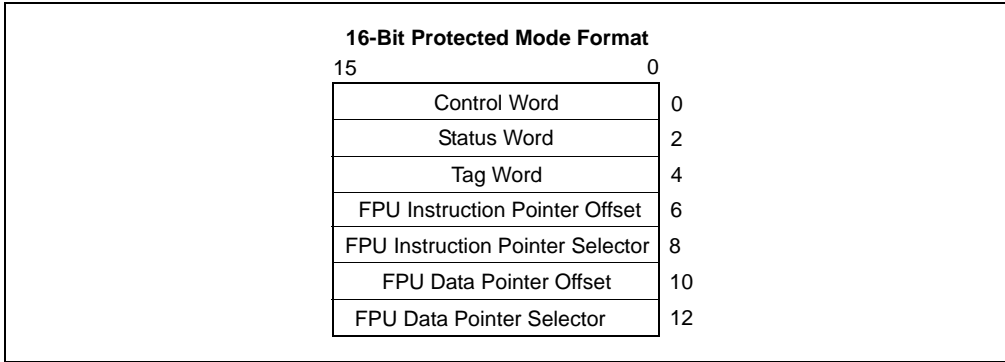 16-Bit Protected Mode Format
15 0
Control Word 0
Status Word 2
Tag Word 4
FPU Instruction Pointer Offset 6
FPU Instruction Pointer Selector 8
FPU Data Pointer Offset 10
FPU Data Pointer Selector 12